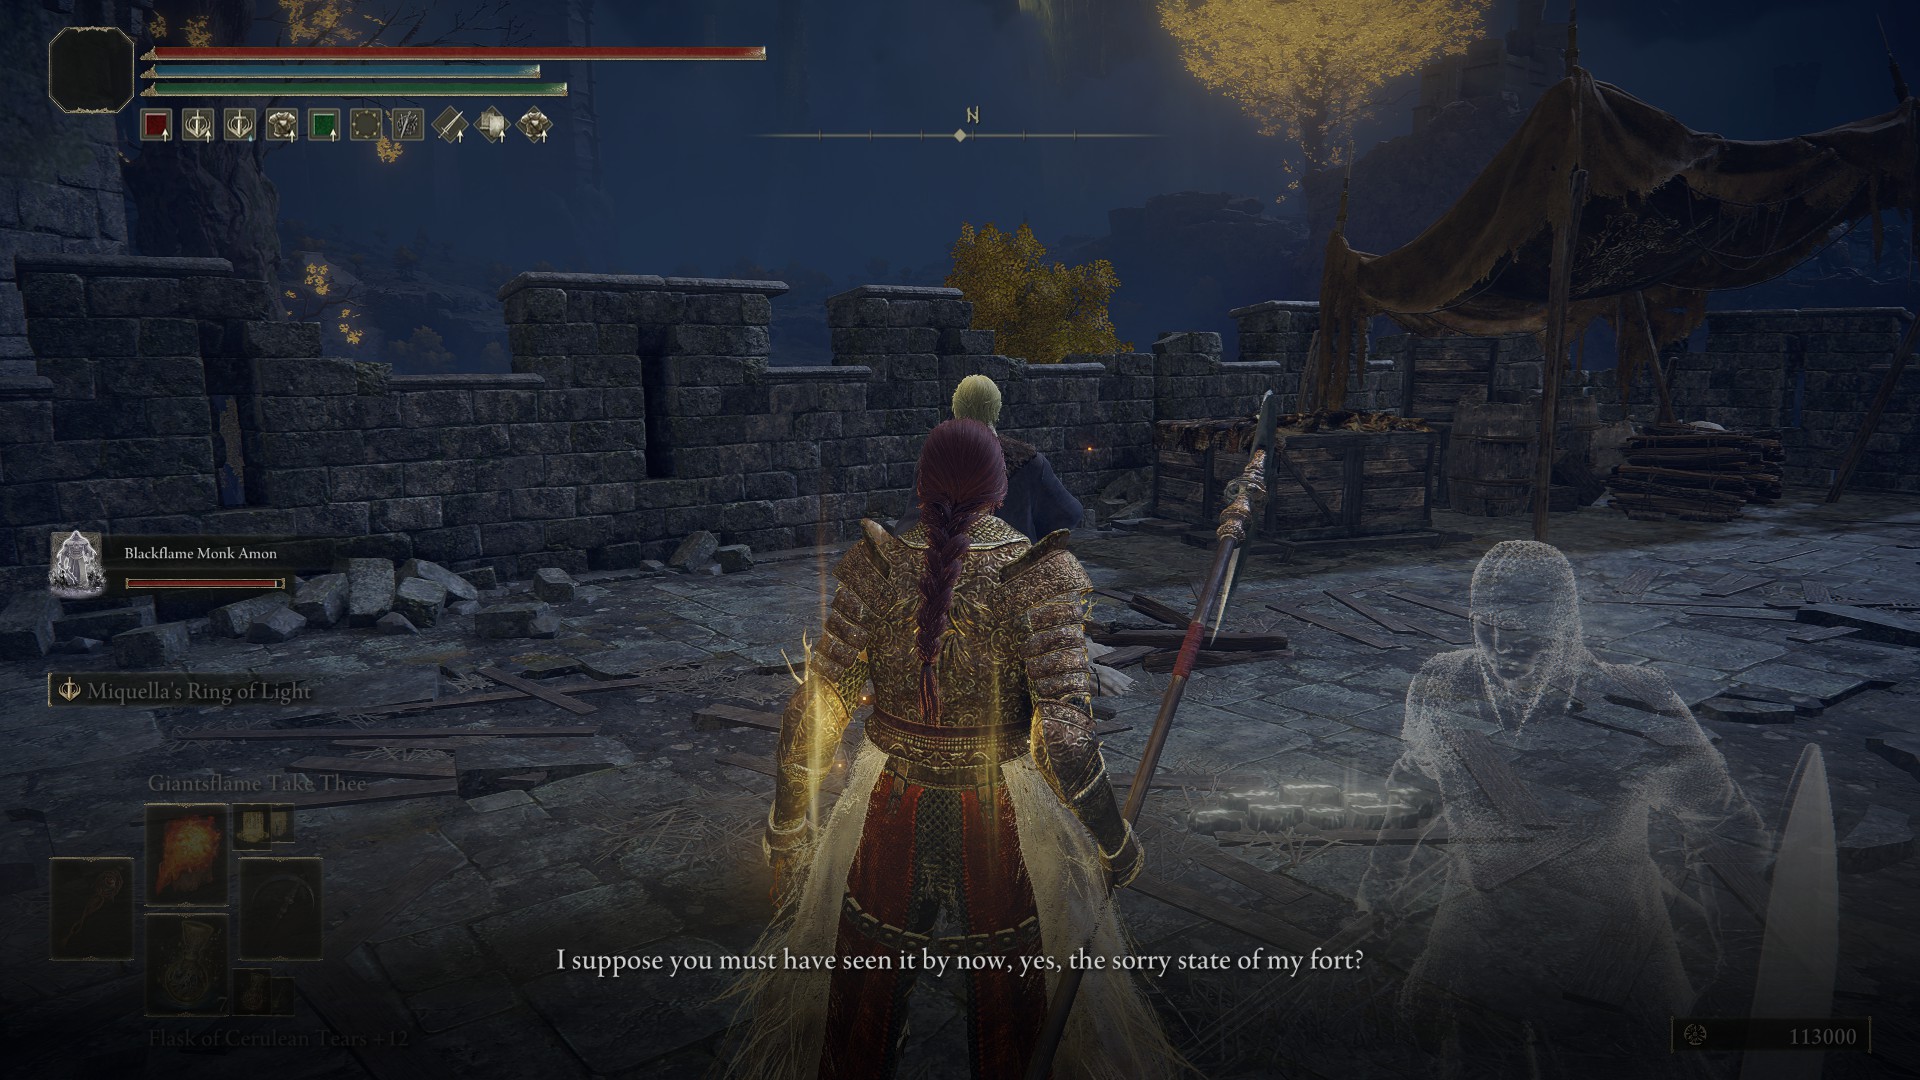 N
Blackflame Monk Amon
Miquella's Ring of Light
Giantsflame Take Thee
7
I suppose you must have seen it by now, yes, the sorry state of my fort?
Flask of Cerulean Tears +12
113000